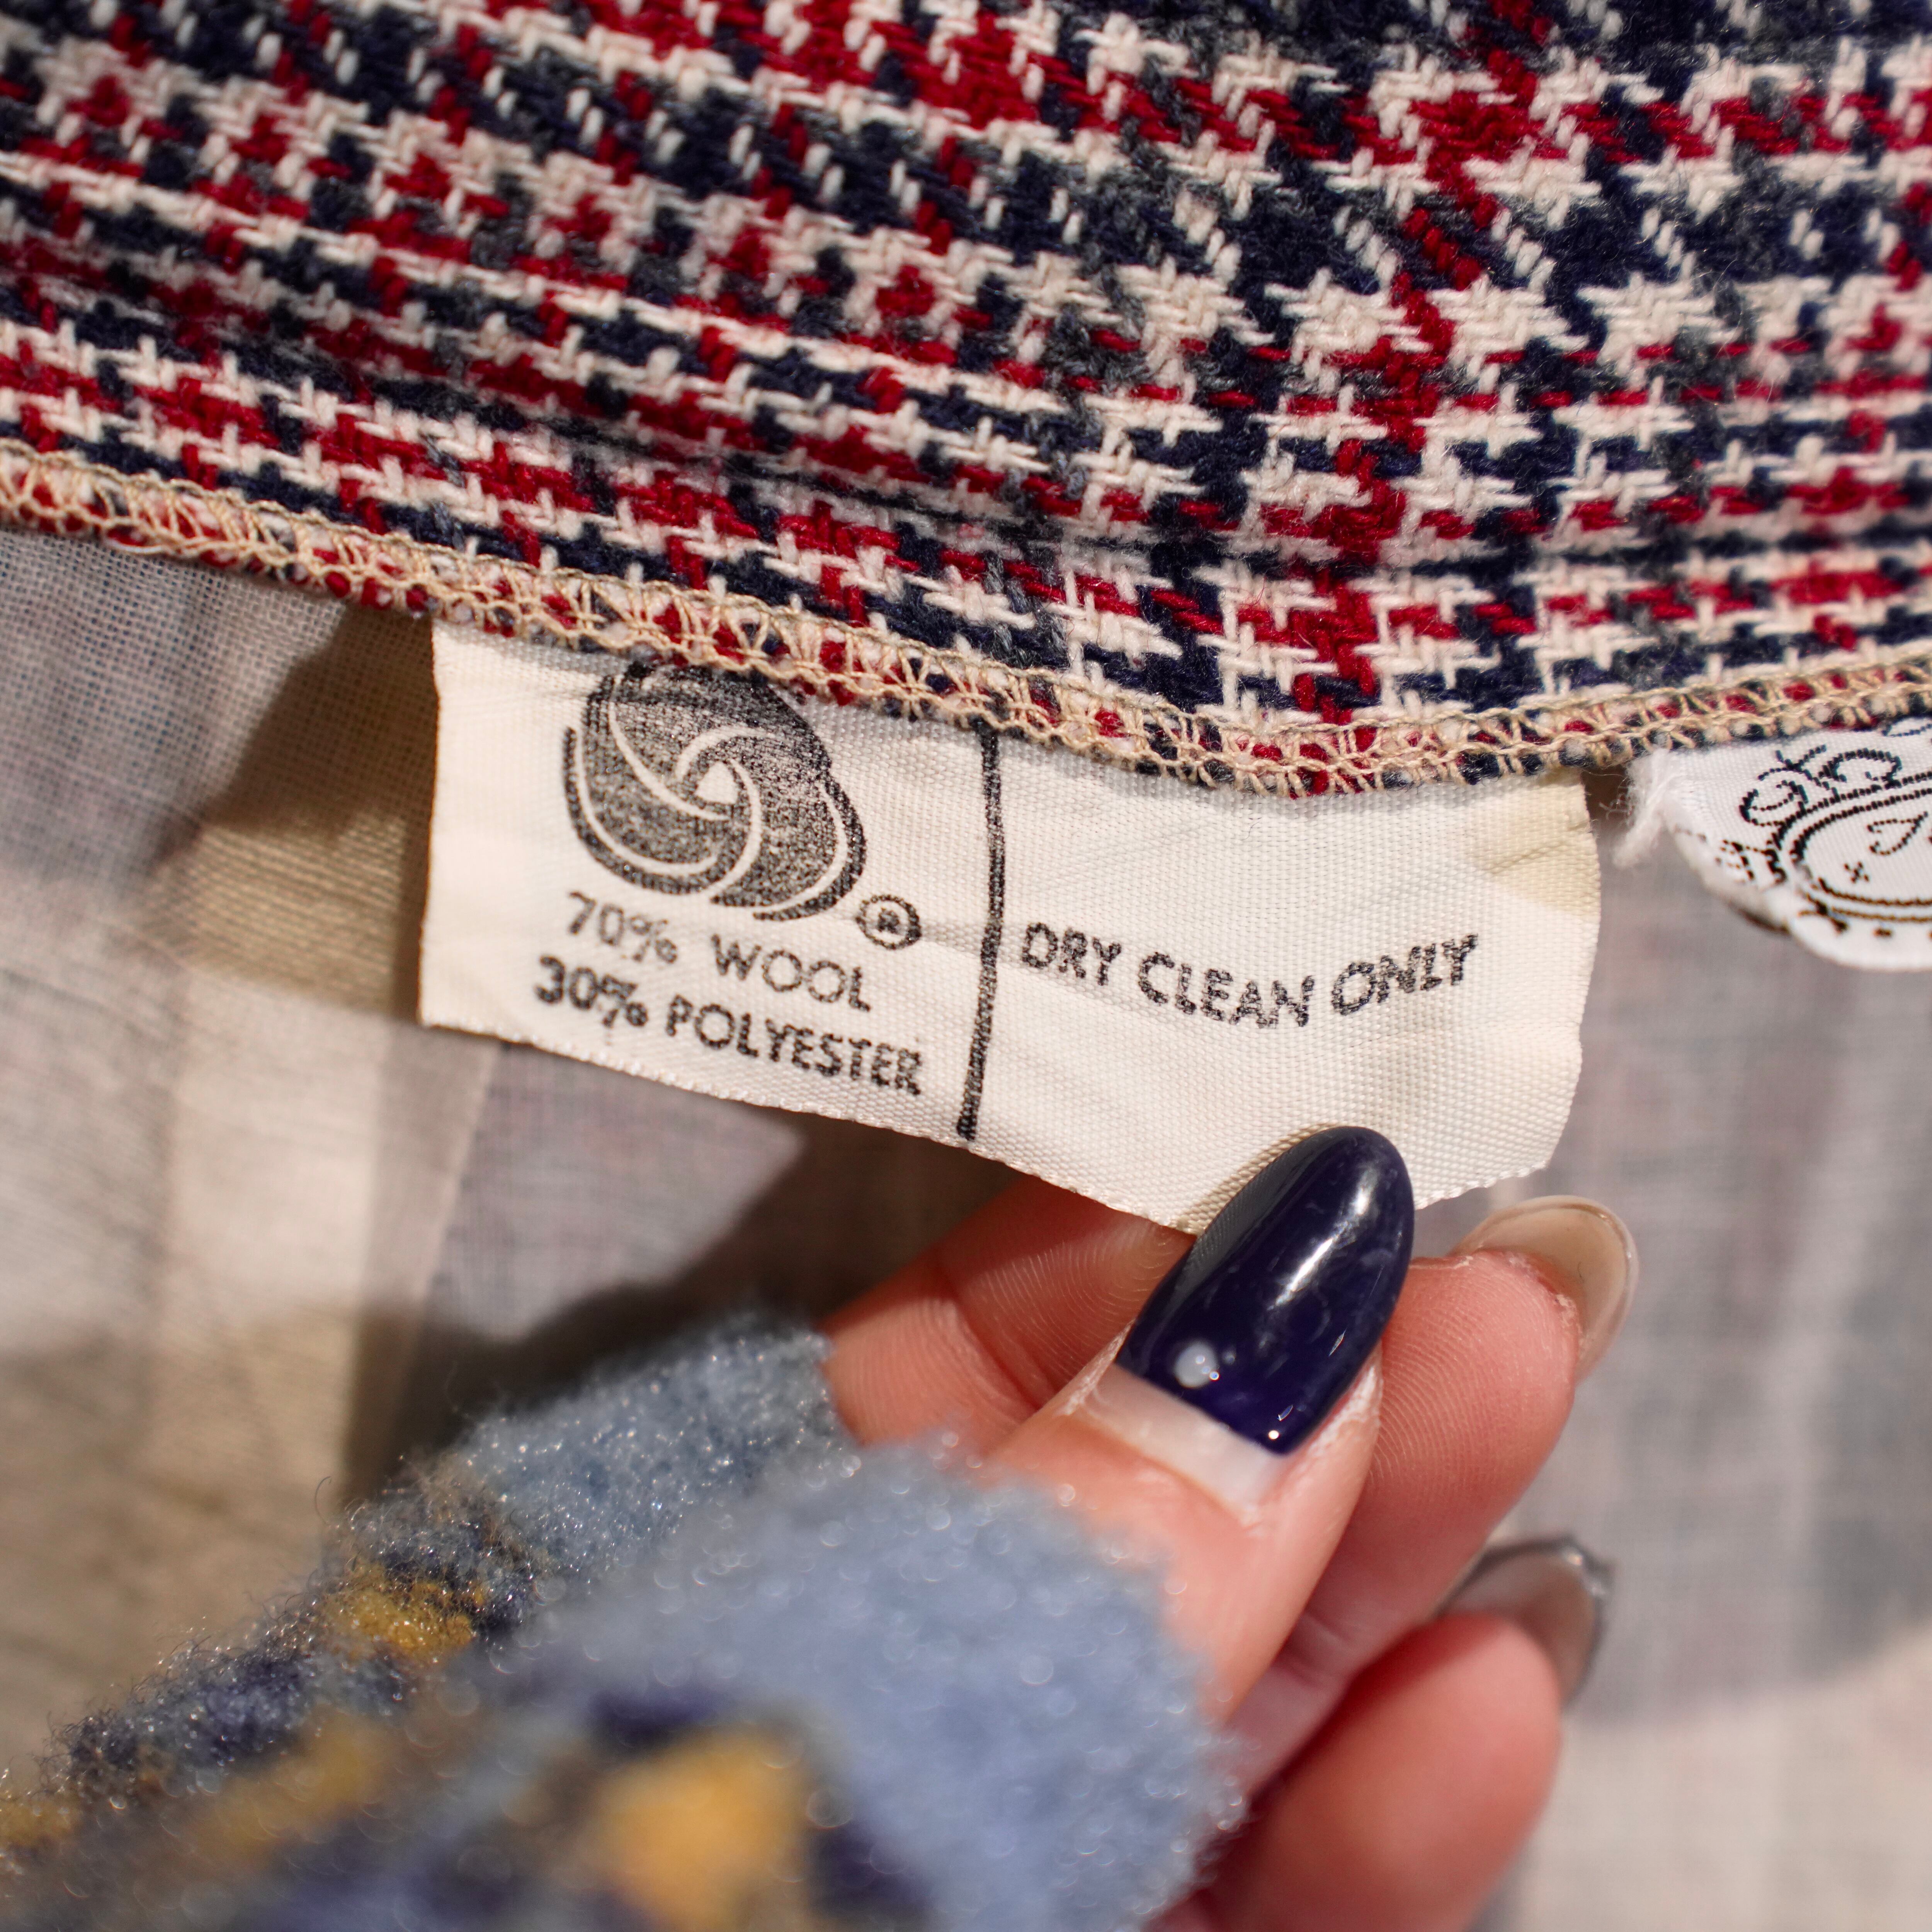 ®
70% WOOL
30% POLYESTER
DRY CLEAN ONLY